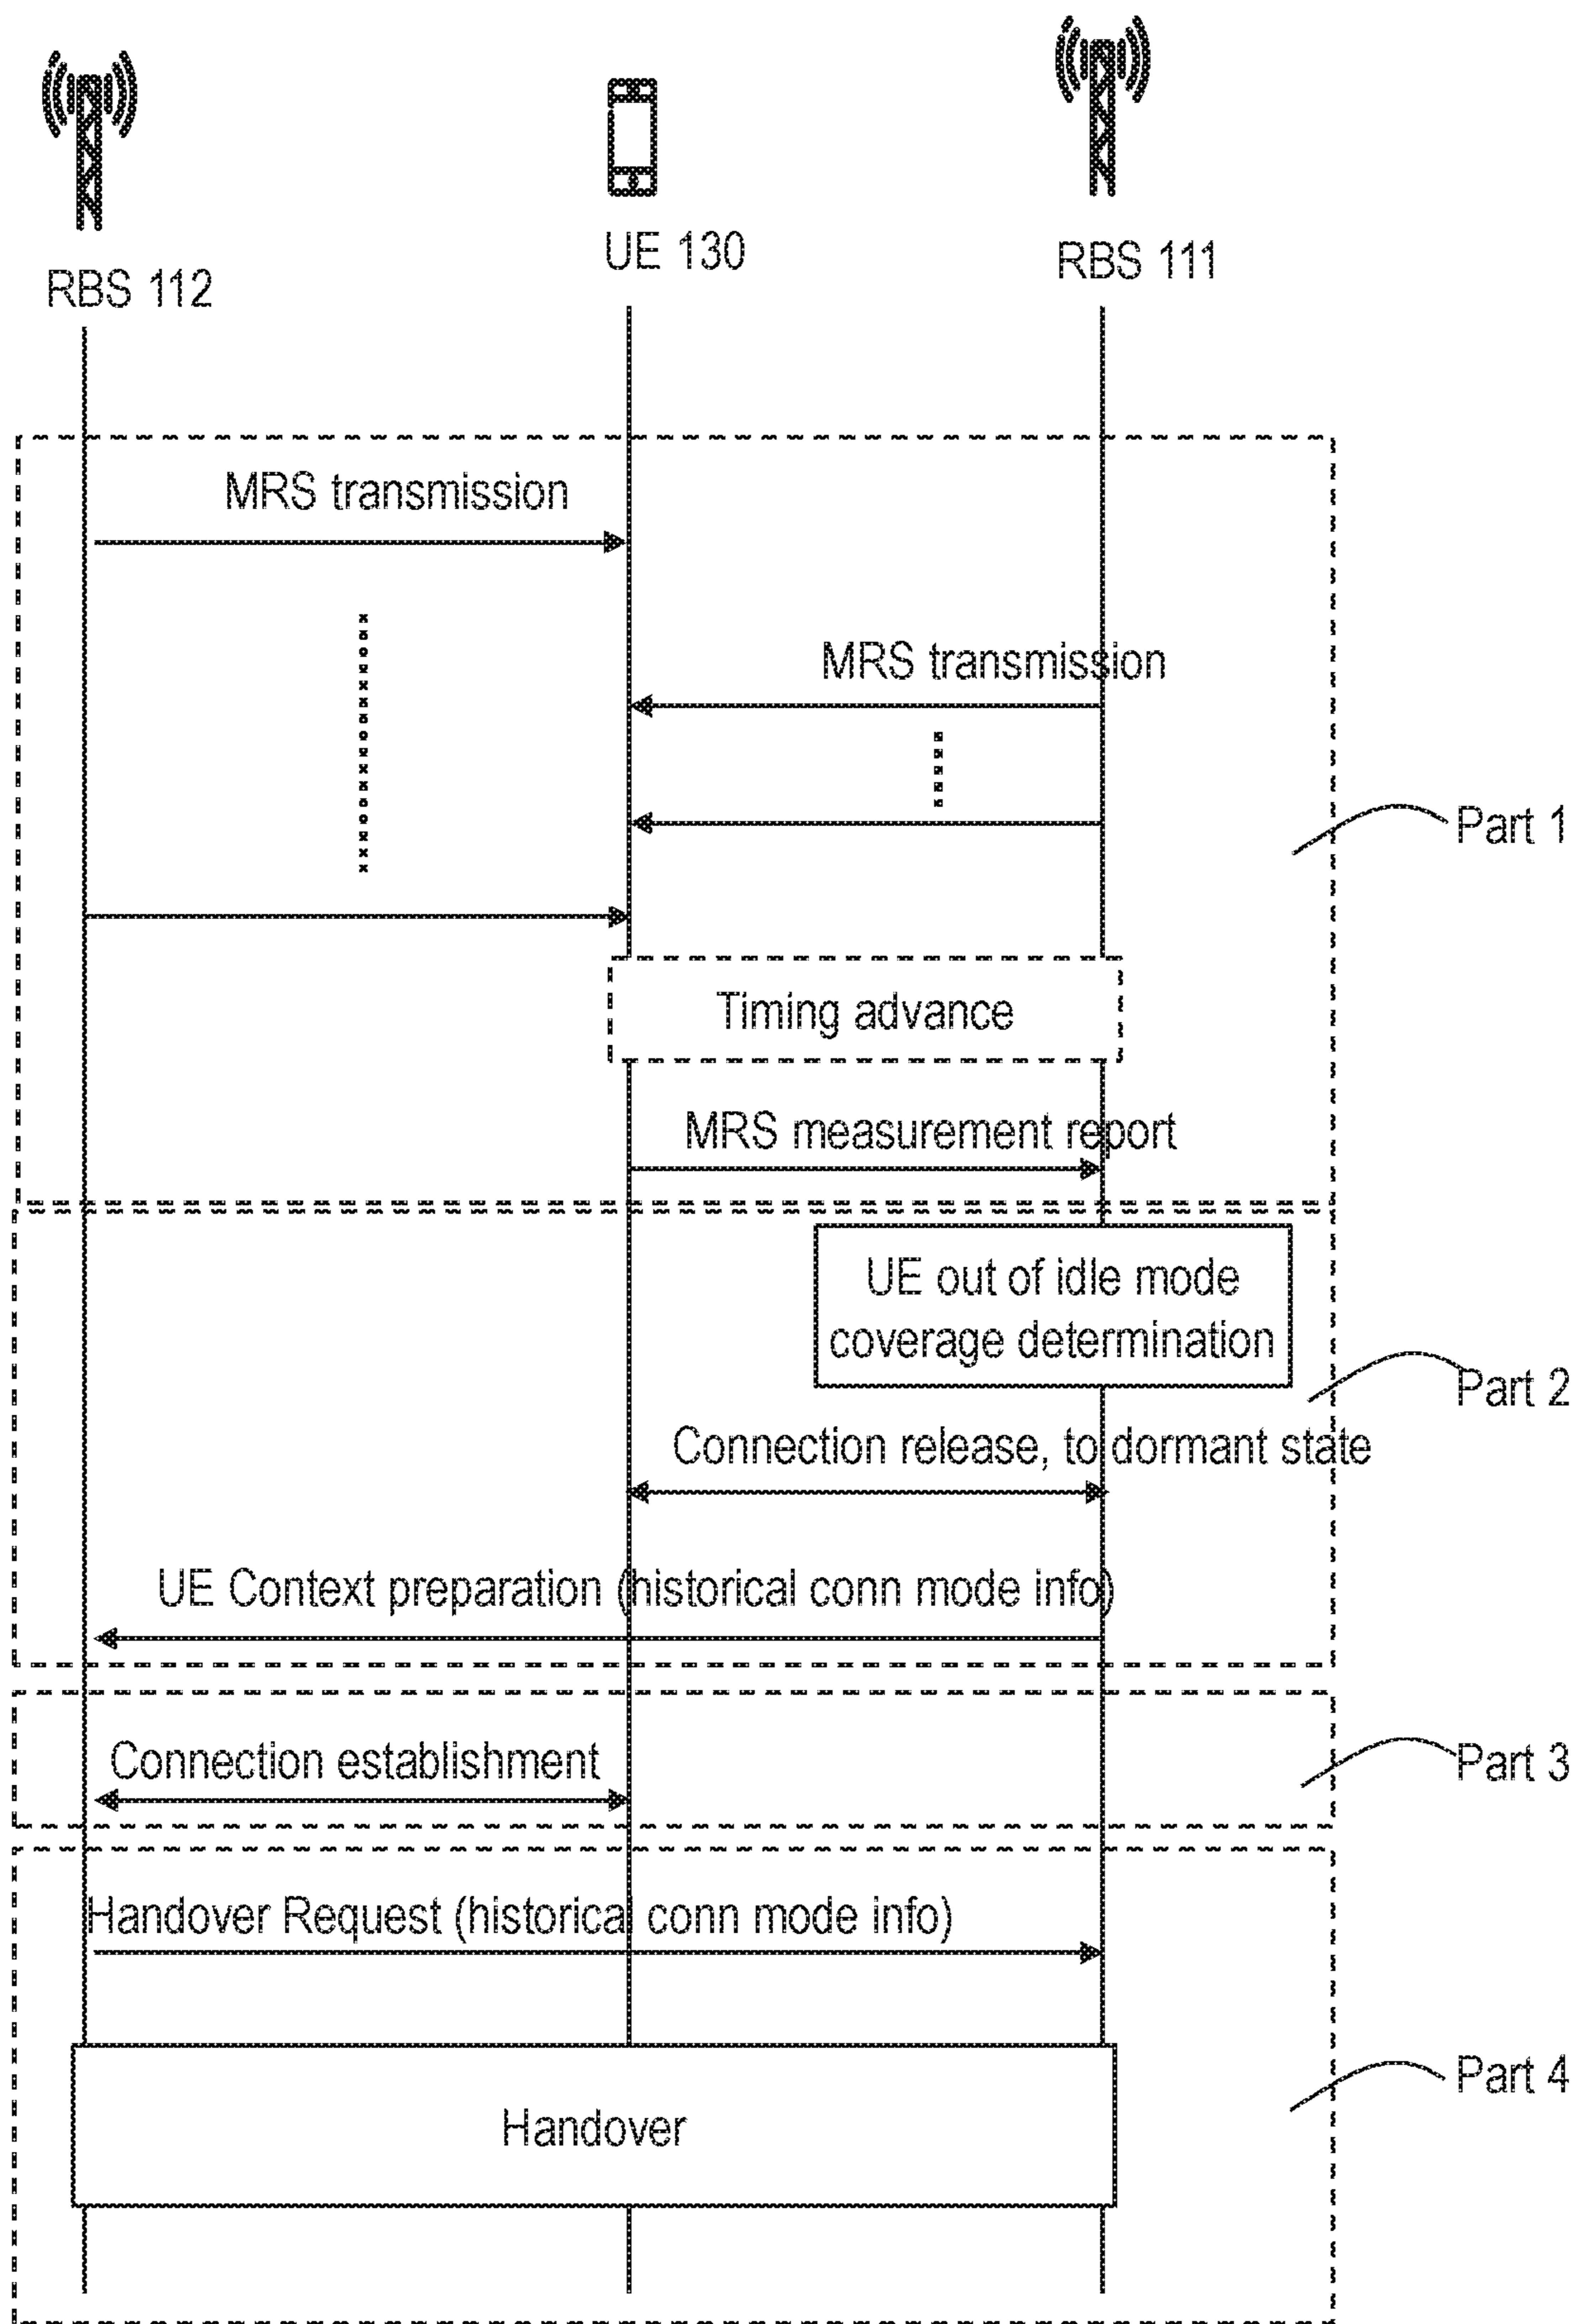 RBS 112
UE 130
RBS 111
MRS transmission
MRS transmission
Part 1
Timing advance
MRS measurement report
UE out of idle mode
coverage determination
Part 2
Connection release, to dormant state
UE Context preparation (historical conn mode info)
Connection establishment
Part 3
Handover Request (historical conn mode info)
Part 4
Handover